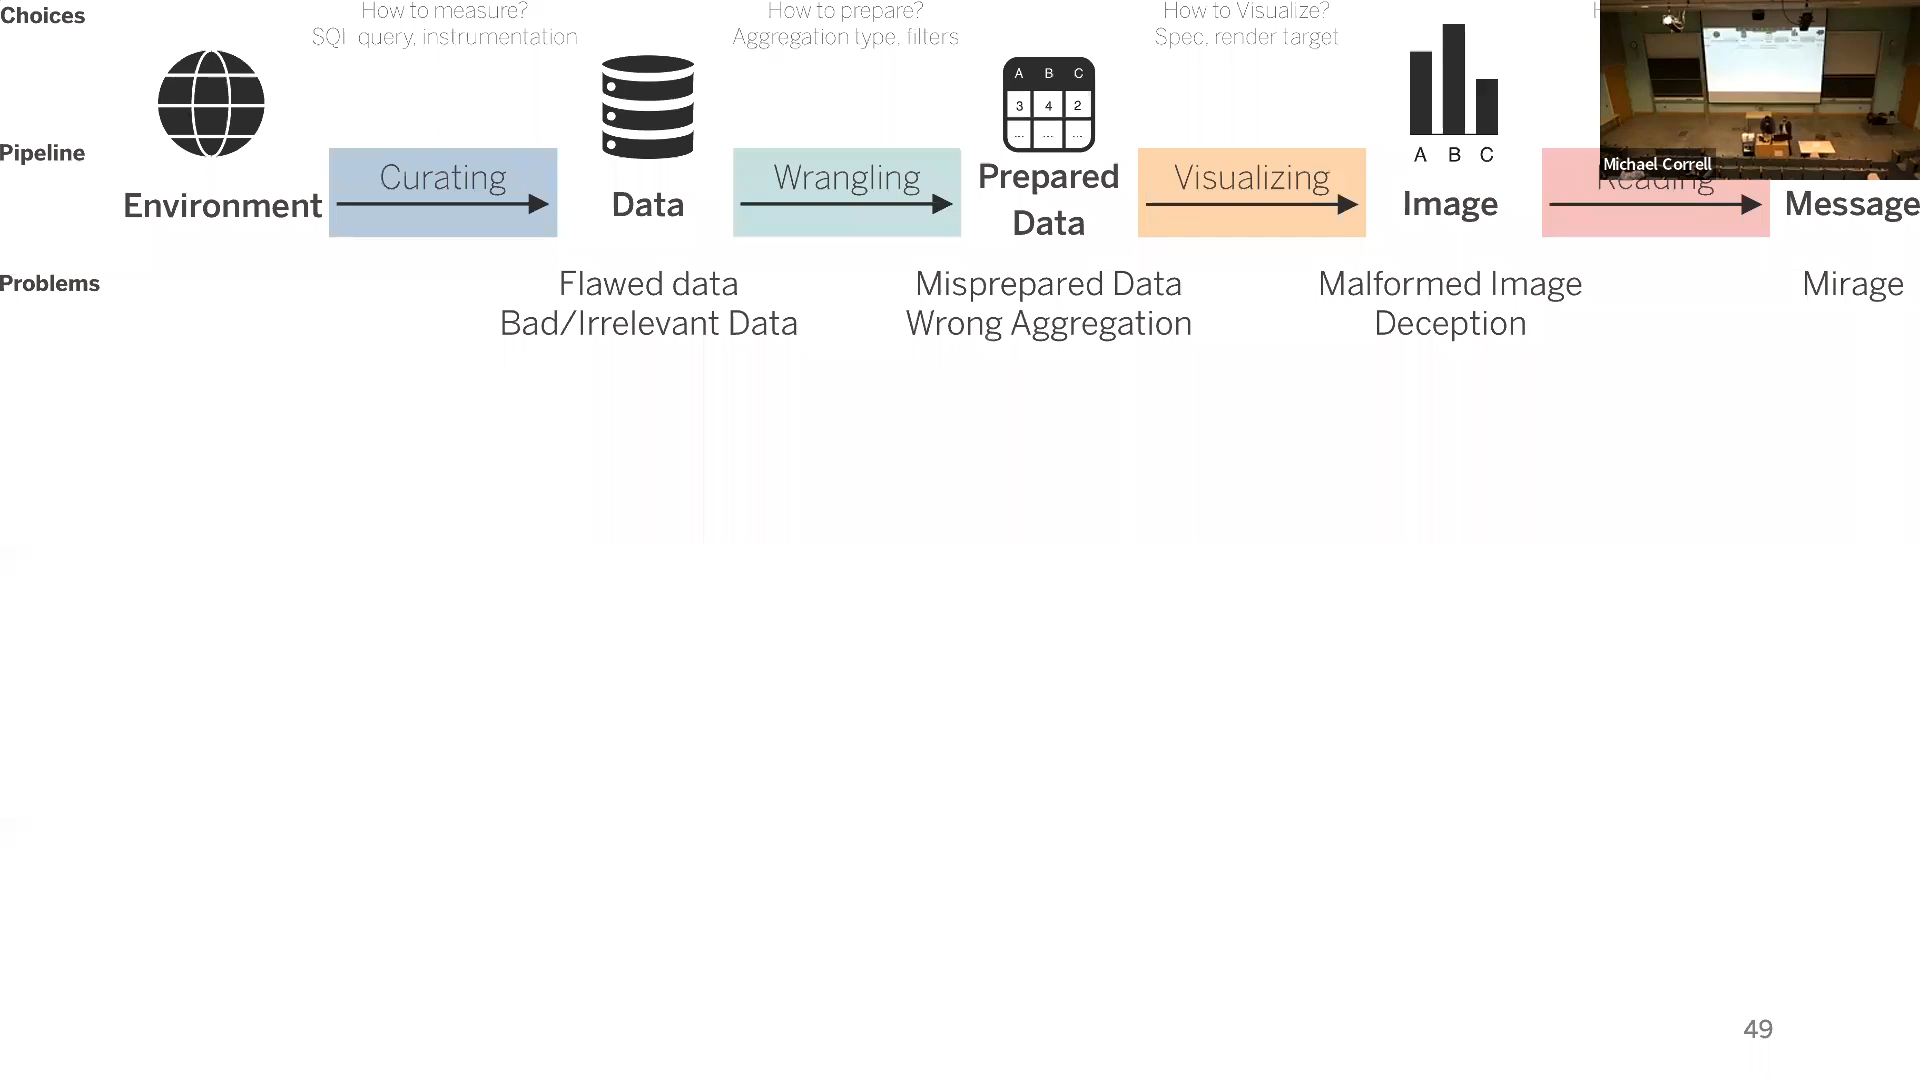 Choices
How to measure?
SQL query, instrumentation
How to prepare?
Aggregation type, filters
How to Visualize?
Spec, render target
A B C
3 4 2
... ... ...
A B C
Michael Correll
Pipeline
Curating
Wrangling
Visualizing
Reading
Environment
Data
Prepared
Data
Image
Message
Problems
Flawed data
Bad/Irrelevant Data
Misprepared Data
Wrong Aggregation
Malformed Image
Deception
Mirage
49